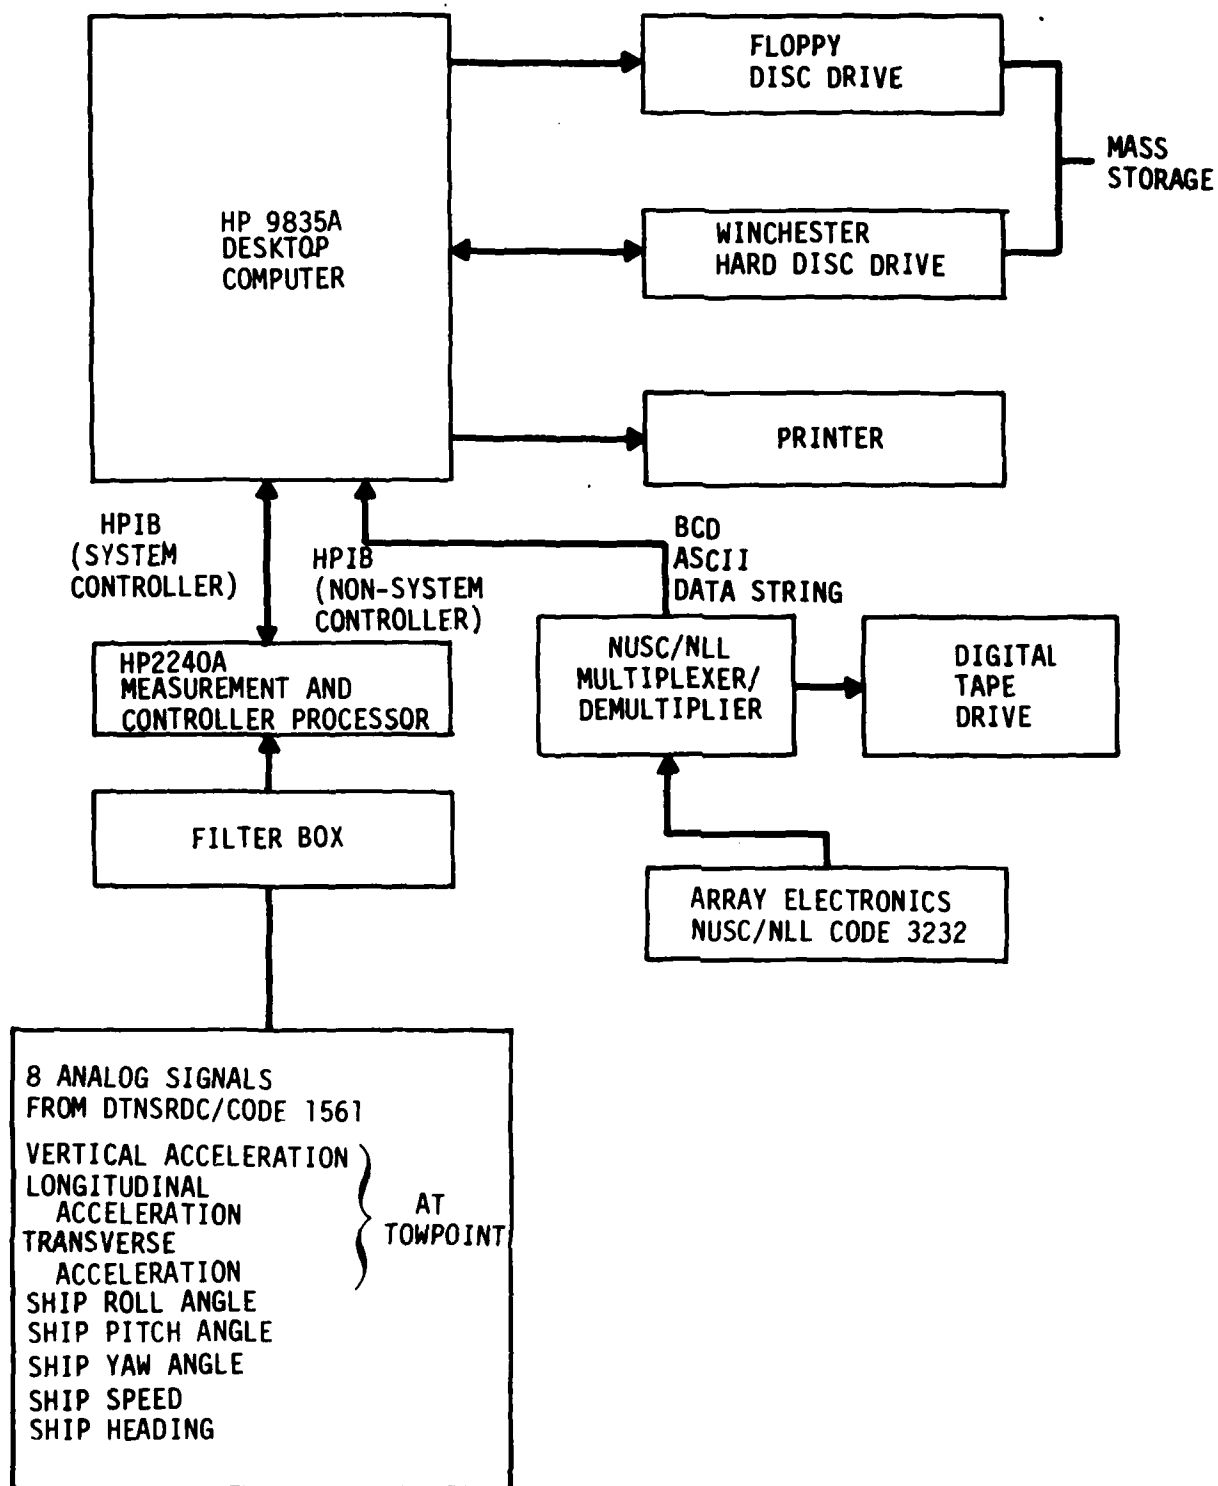 FLOPPY
DISC DRIVE
MASS
STORAGE
HP 9835A
DESKTOP
COMPUTER
WINCHESTER
HARD DISC DRIVE
PRINTER
HPIB
(SYSTEM
CONTROLLER)
HPIB
(NON-SYSTEM
CONTROLLER)
BCD
ASCII
DATA STRING
HP2240A
MEASUREMENT AND
CONTROLLER PROCESSOR
NUSC/NLL
MULTIPLEXER/
DEMULTIPLIER
DIGITAL
TAPE
DRIVE
FILTER BOX
ARRAY ELECTRONICS
NUSC/NLL CODE 3232
8 ANALOG SIGNALS
FROM DTNSRDC/CODE 1561
VERTICAL ACCELERATION
LONGITUDINAL
ACCELERATION
TRANSVERSE
ACCELERATION
AT
TOWPOINT
SHIP ROLL ANGLE
SHIP PITCH ANGLE
SHIP YAW ANGLE
SHIP SPEED
SHIP HEADING